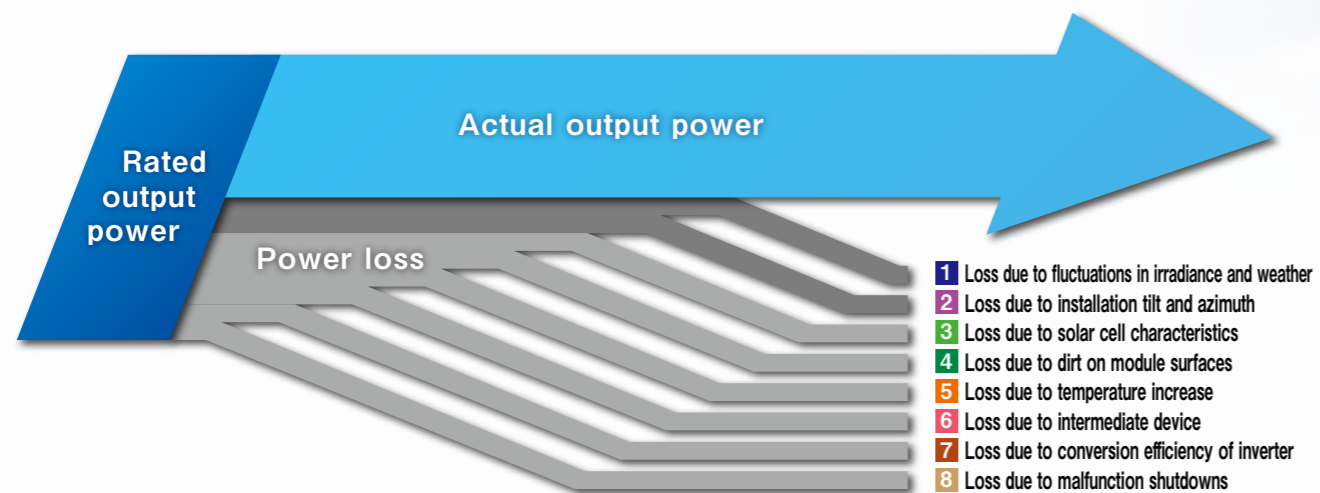 Actual output power
Rated
output
power
Power loss
1 Loss due to fluctuations in irradiance and weather
2 Loss due to installation tilt and azimuth
3 Loss due to solar cell characteristics
4 Loss due to dirt on module surfaces
5 Loss due to temperature increase
6 Loss due to intermediate device
7 Loss due to conversion efficiency of inverter
8 Loss due to malfunction shutdowns